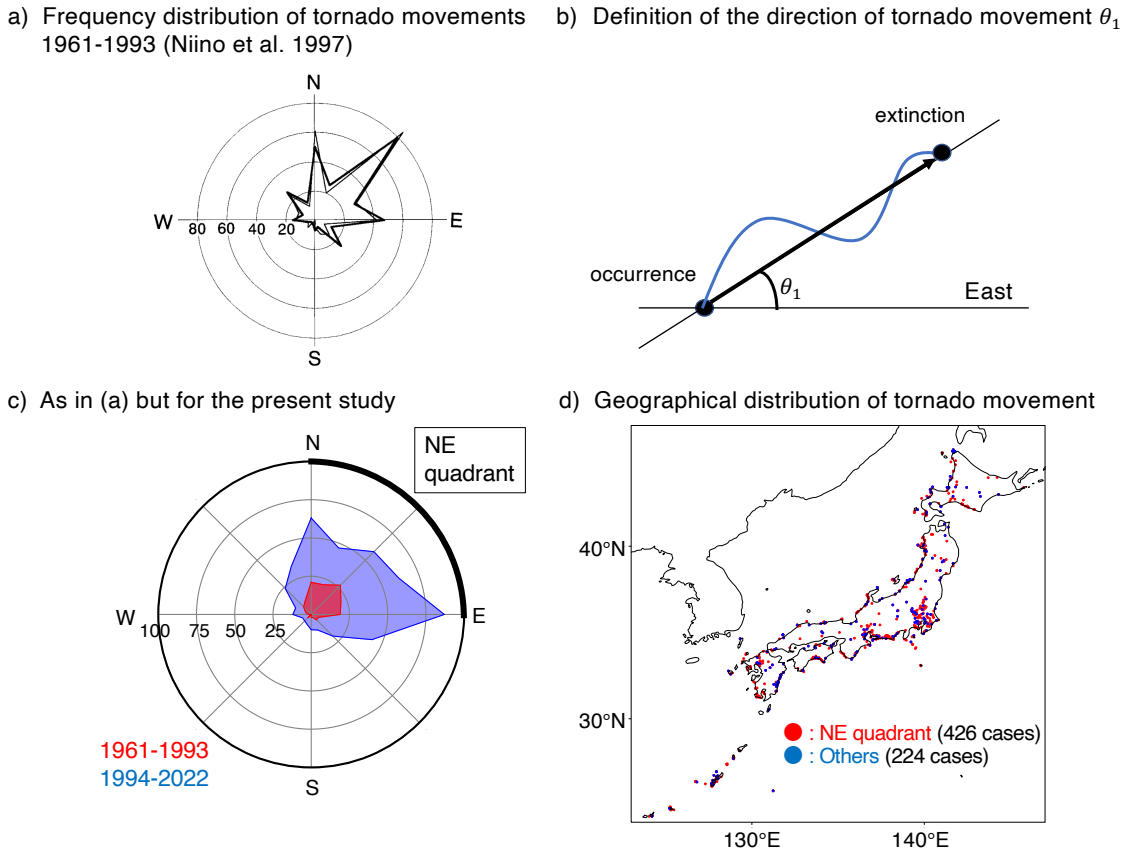 a) Frequency distribution of tornado movements
1961-1993 (Niino et al. 1997)
N
W
80 60 40 20
E
S
b) Definition of the direction of tornado movement θ₁
extinction
occurrence
θ₁
East
c) As in (a) but for the present study
N
NE
quadrant
W
100 75 50 25
E
S
1961-1993
1994-2022
d) Geographical distribution of tornado movement
40°N
30°N
: NE quadrant (426 cases)
: Others (224 cases)
130°E 140°E